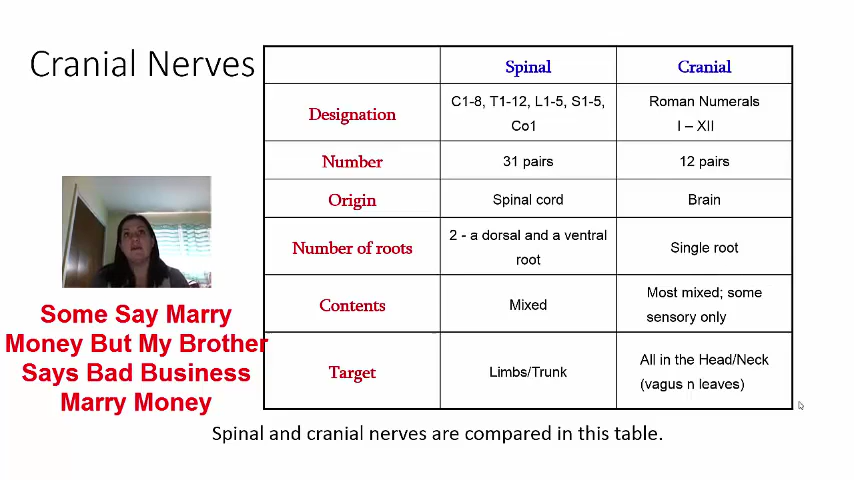 Cranial Nerves
Spinal
Cranial
Designation
C1-8, T1-12, L1-5, S1-5,
Co1
Roman Numerals
I – XII
Number
31 pairs
12 pairs
Origin
Spinal cord
Brain
Number of roots
2 - a dorsal and a ventral
root
Single root
Contents
Mixed
Most mixed; some
sensory only
Target
Limbs/Trunk
All in the Head/Neck
(vagus n leaves)
Some Say Marry
Money But My Brother
Says Bad Business
Marry Money
Spinal and cranial nerves are compared in this table.